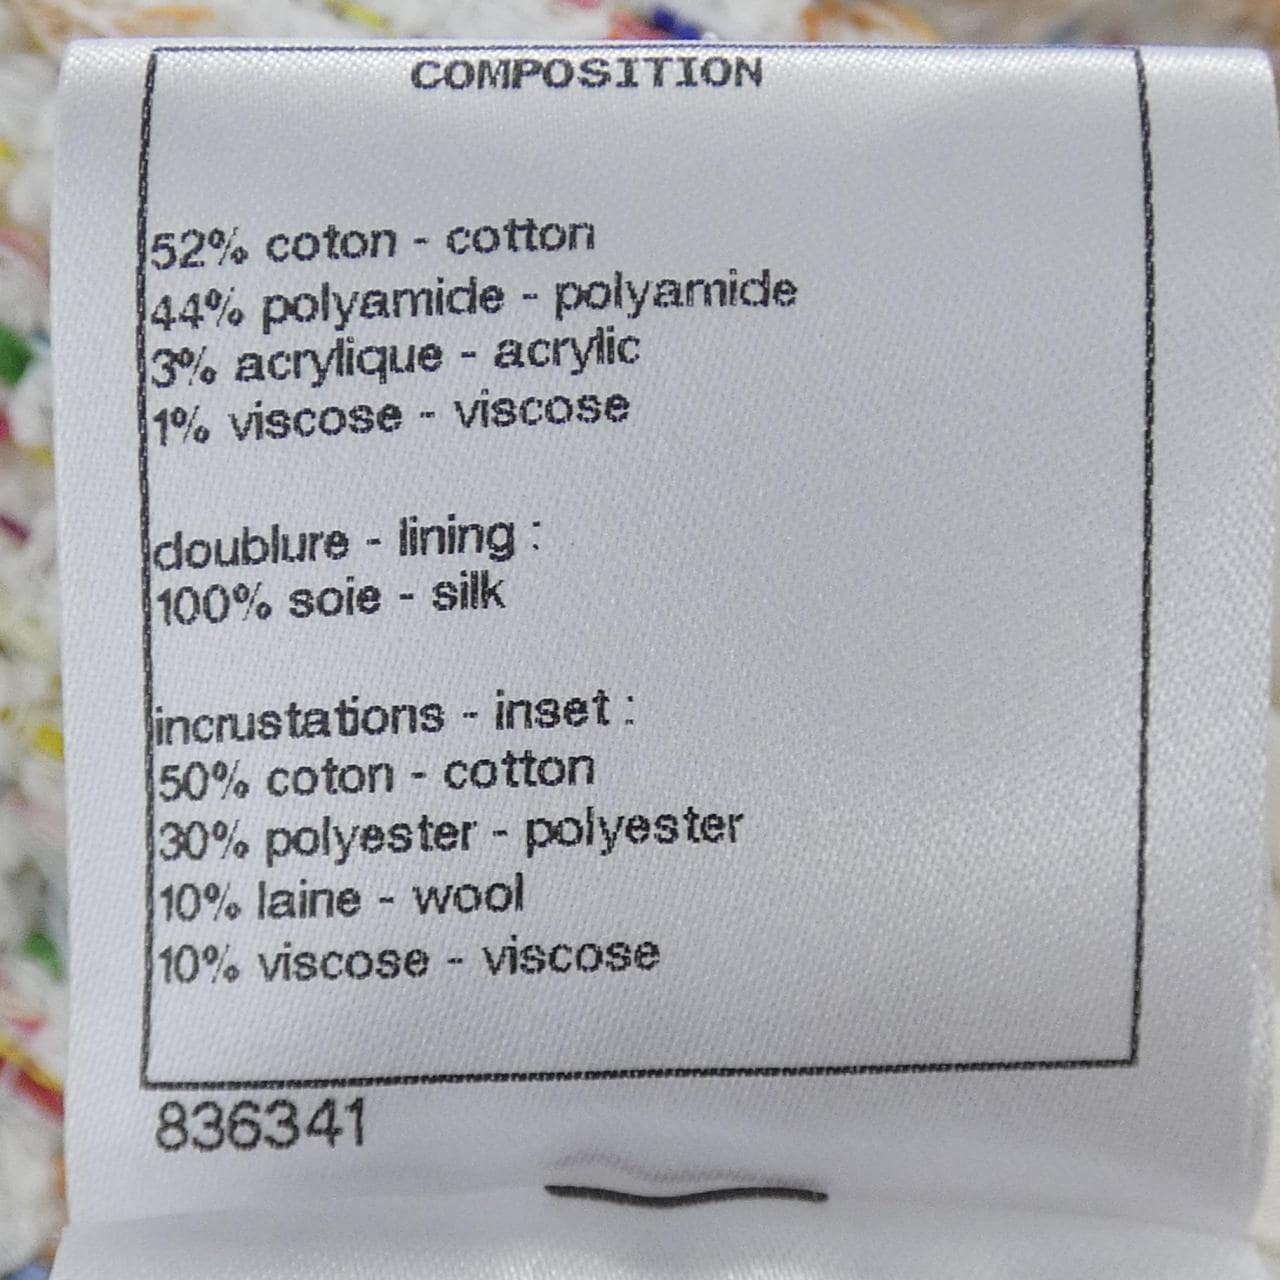 COMPOSITION
52% coton - cotton
44% polyamide - polyamide
3% acrylique - acrylic
1% viscose - viscose
doublure - lining :
100% soie - silk
incrustations - inset :
50% coton - cotton
30% polyester - polyester
10% laine - wool
10% viscose - viscose
836341